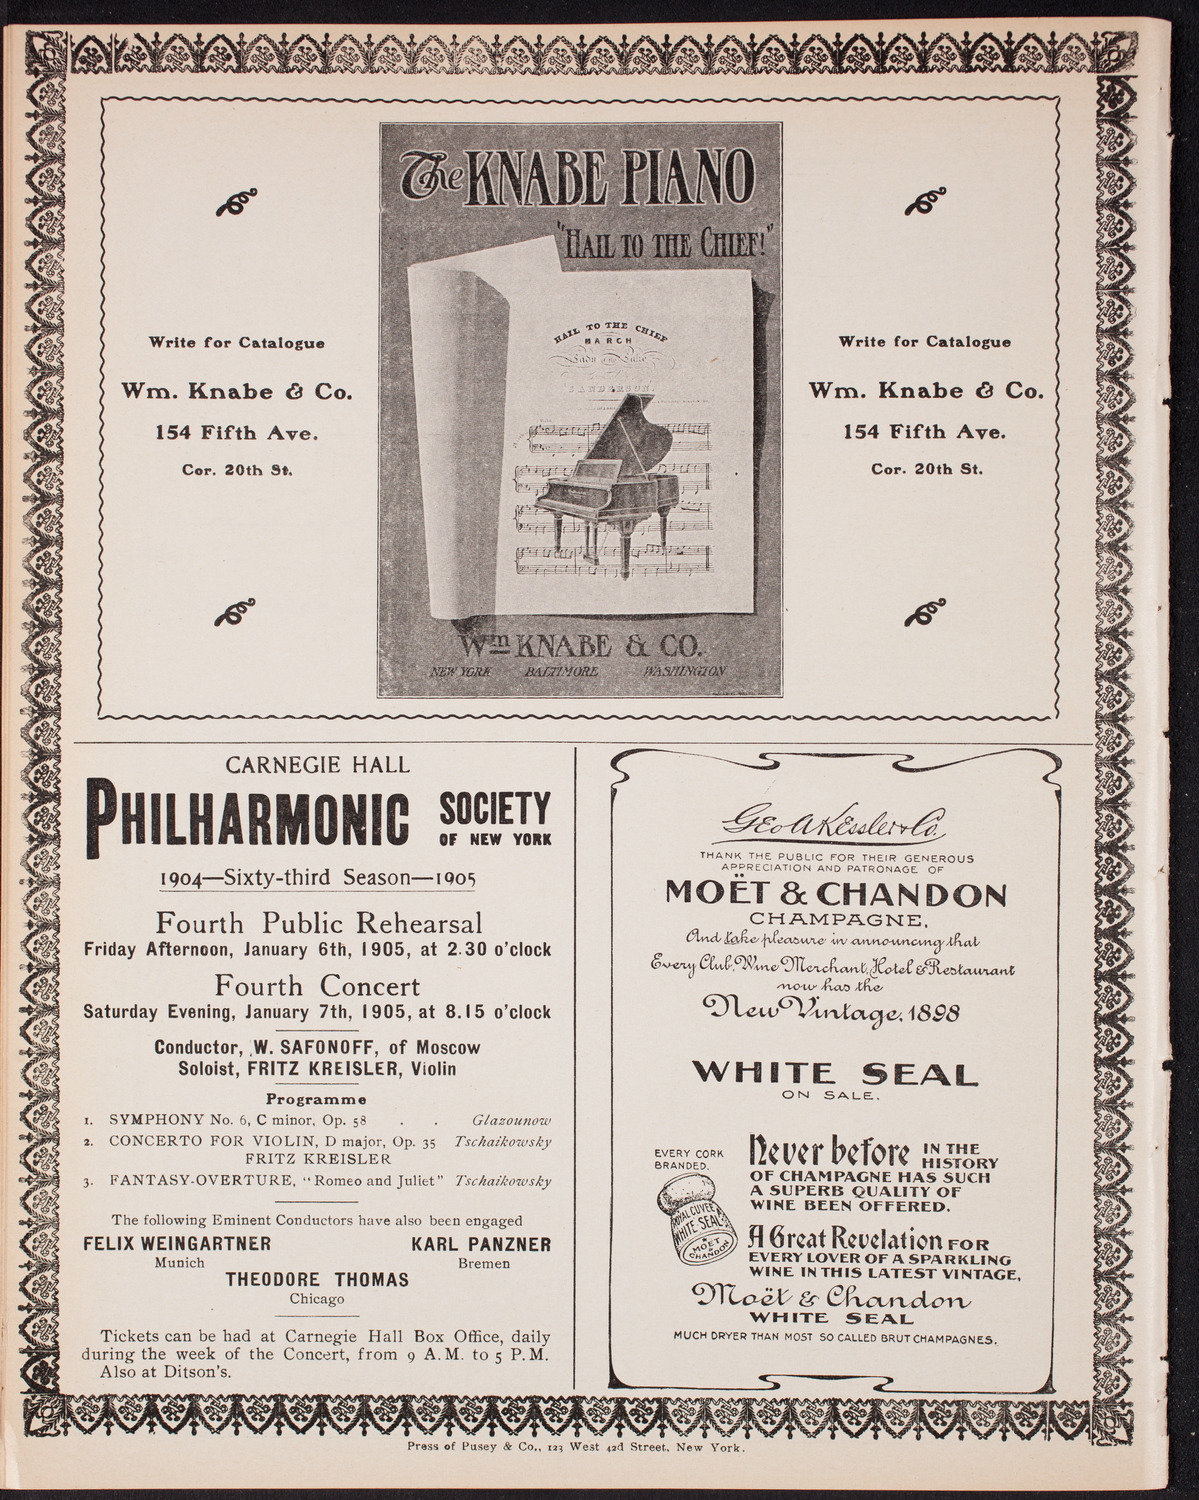 The KNABE PIANO
"HAIL TO THE CHIEF!"
HAIL TO THE CHIEF
MARCH
Lady of the Lake
SANDERSON.
Wm KNABE & CO.
NEW YORK BALTIMORE WASHINGTON
Write for Catalogue
Wm. Knabe & Co.
154 Fifth Ave.
Cor. 20th St.
Write for Catalogue
Wm. Knabe & Co.
154 Fifth Ave.
Cor. 20th St.
CARNEGIE HALL
PHILHARMONIC SOCIETY
OF NEW YORK
1904—Sixty-third Season—1905
Fourth Public Rehearsal
Friday Afternoon, January 6th, 1905, at 2.30 o'clock
Fourth Concert
Saturday Evening, January 7th, 1905, at 8.15 o'clock
Conductor, W. SAFONOFF, of Moscow
Soloist, FRITZ KREISLER, Violin
Programme
1. SYMPHONY No. 6, C minor, Op. 58 . . Glazounow
2. CONCERTO FOR VIOLIN, D major, Op. 35 Tschaikowsky
FRITZ KREISLER
3. FANTASY-OVERTURE, "Romeo and Juliet" Tschaikowsky
The following Eminent Conductors have also been engaged
FELIX WEINGARTNER KARL PANZNER
Munich Bremen
THEODORE THOMAS
Chicago
Tickets can be had at Carnegie Hall Box Office, daily
during the week of the Concert, from 9 A.M. to 5 P.M.
Also at Ditson's.
Geo A Kessler & Co.
THANK THE PUBLIC FOR THEIR GENEROUS
APPRECIATION AND PATRONAGE OF
MOËT & CHANDON
CHAMPAGNE,
And take pleasure in announcing that
Every Club, Wine Merchant, Hotel & Restaurant
now has the
New Vintage, 1898
WHITE SEAL
ON SALE.
EVERY CORK
BRANDED.
ROYAL CUVEE
WHITE SEAL
MOET
CHANDON
Never before IN THE
HISTORY
OF CHAMPAGNE HAS SUCH
A SUPERB QUALITY OF
WINE BEEN OFFERED.
A Great Revelation FOR
EVERY LOVER OF A SPARKLING
WINE IN THIS LATEST VINTAGE,
Moët & Chandon
WHITE SEAL
MUCH DRYER THAN MOST SO CALLED BRUT CHAMPAGNES.
Press of Pusey & Co., 123 West 42d Street, New York.